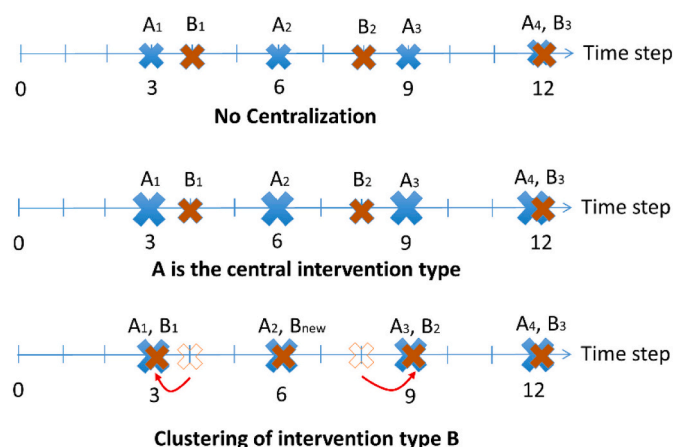 A1 B1 A2 B2 A3 A4, B3
Time step
0 3 6 9 12
No Centralization
A1 B1 A2 B2 A3 A4, B3
Time step
0 3 6 9 12
A is the central intervention type
A1, B1 A2, Bnew A3, B2 A4, B3
Time step
0 3 6 9 12
Clustering of intervention type B